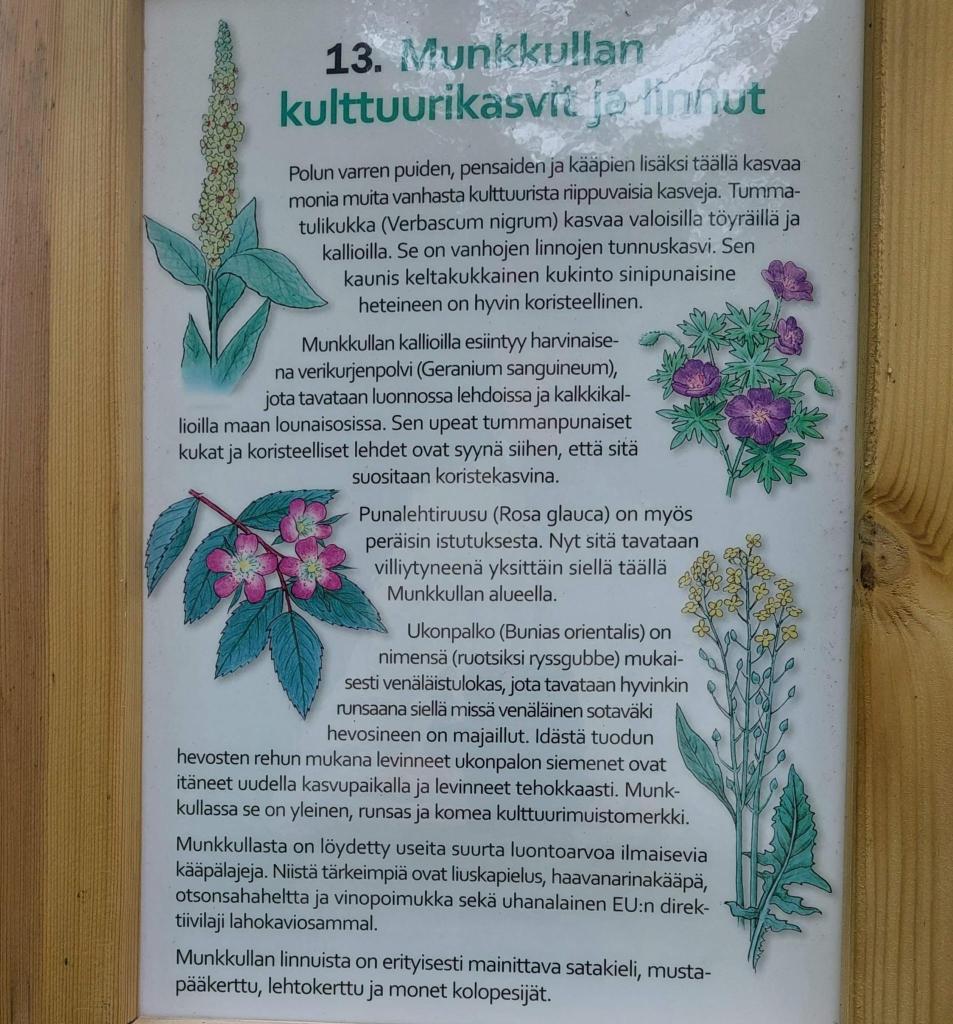 13. Munkkullan
kulttuurikasvit ja linnut
Polun varren puiden, pensaiden ja kääpien lisäksi täällä kasvaa
monia muita vanhasta kulttuurista riippuvaisia kasveja. Tumma-
tulikukka (Verbascum nigrum) kasvaa valoisilla töyräillä ja
kallioilla. Se on vanhojen linnojen tunnuskasvi. Sen
kaunis keltakukkainen kukinto sinipunaisine
heteineen on hyvin koristeellinen.
Munkkullan kallioilla esiintyy harvinaise-
na verikurjenpolvi (Geranium sanguineum),
jota tavataan luonnossa lehdoissa ja kalkkikal-
lioilla maan lounaisosissa. Sen upeat tummanpunaiset
kukat ja koristeelliset lehdet ovat syynä siihen, että sitä
suositaan koristekasvina.
Punalehtiruusu (Rosa glauca) on myös
peräisin istutuksesta. Nyt sitä tavataan
villiytyneenä yksittäin siellä täällä
Munkkullan alueella.
Ukonpalko (Bunias orientalis) on
nimensä (ruotsiksi ryssgubbe) mukai-
sesti venäläistulokas, jota tavataan hyvinkin
runsaana siellä missä venäläinen sotaväki
hevosineen on majaillut. Idästä tuodun
hevosten rehun mukana levinneet ukonpalon siemenet ovat
itäneet uudella kasvupaikalla ja levinneet tehokkaasti. Munk-
kullassa se on yleinen, runsas ja komea kulttuurimuistomerkki.
Munkkullasta on löydetty useita suurta luontoarvoa ilmaisevia
kääpälajeja. Niistä tärkeimpiä ovat liuskapielus, haavanarinakääpä,
otsonsahaheltta ja vinopoimukka sekä uhanalainen EU:n direk-
tiivilaji lahokaviosammal.
Munkkullan linnuista on erityisesti mainittava satakieli, musta-
pääkerttu, lehtokerttu ja monet kolopesijät.